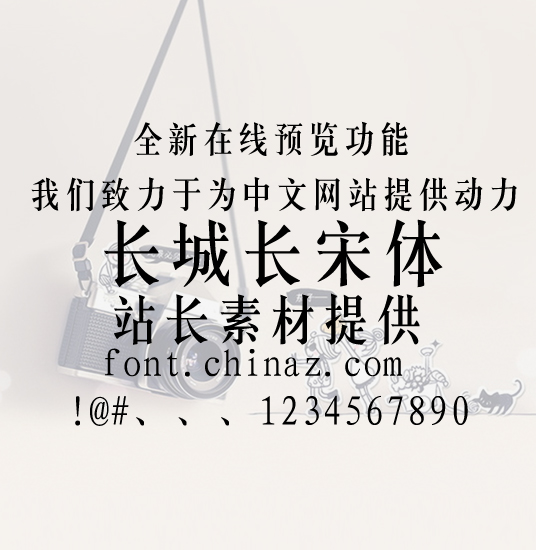 全新在线预览功能
我们致力于为中文网站提供动力
长城长宋体
站长素材提供
font.chinaz.com
!@#、、、1234567890